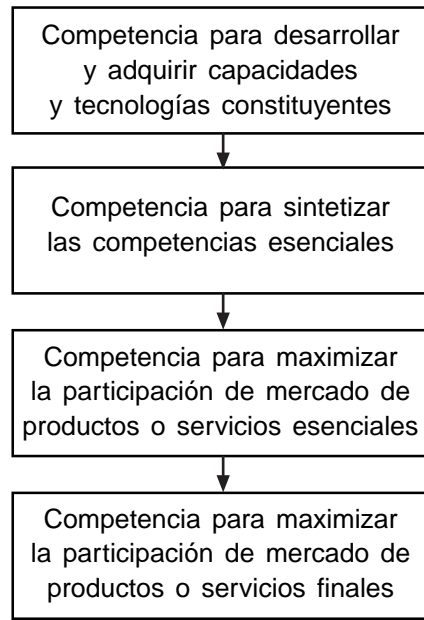 Competencia para desarrollar
y adquirir capacidades
y tecnologías constituyentes
Competencia para sintetizar
las competencias esenciales
Competencia para maximizar
la participación de mercado de
productos o servicios esenciales
Competencia para maximizar
la participación de mercado de
productos o servicios finales